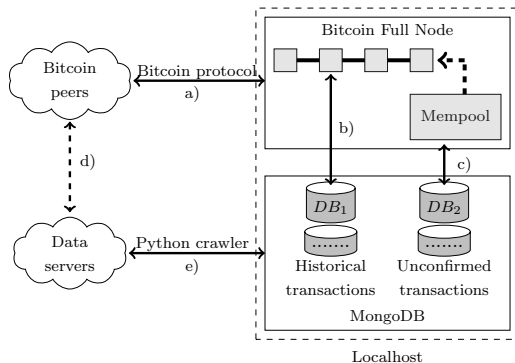 Bitcoin Full Node
Bitcoin
peers
Bitcoin protocol
a)
Mempool
b)
c)
d)
DB1
DB2
Data
servers
Python crawler
e)
.......
.......
Historical
transactions
Unconfirmed
transactions
MongoDB
Localhost